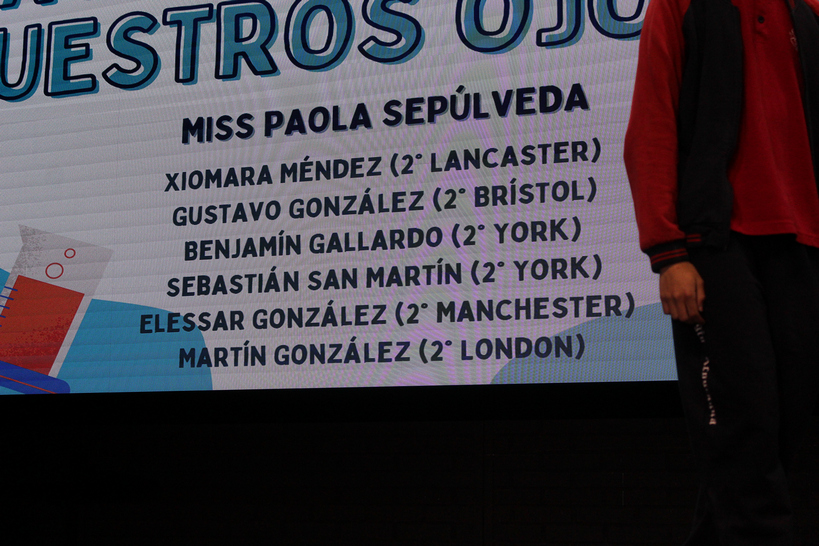 UESTROS OJO
MISS PAOLA SEPÚLVEDA
XIOMARA MÉNDEZ (2° LANCASTER)
GUSTAVO GONZÁLEZ (2° BRÍSTOL)
BENJAMÍN GALLARDO (2° YORK)
SEBASTIÁN SAN MARTÍN (2° YORK)
ELESSAR GONZÁLEZ (2° MANCHESTER)
MARTÍN GONZÁLEZ (2° LONDON)